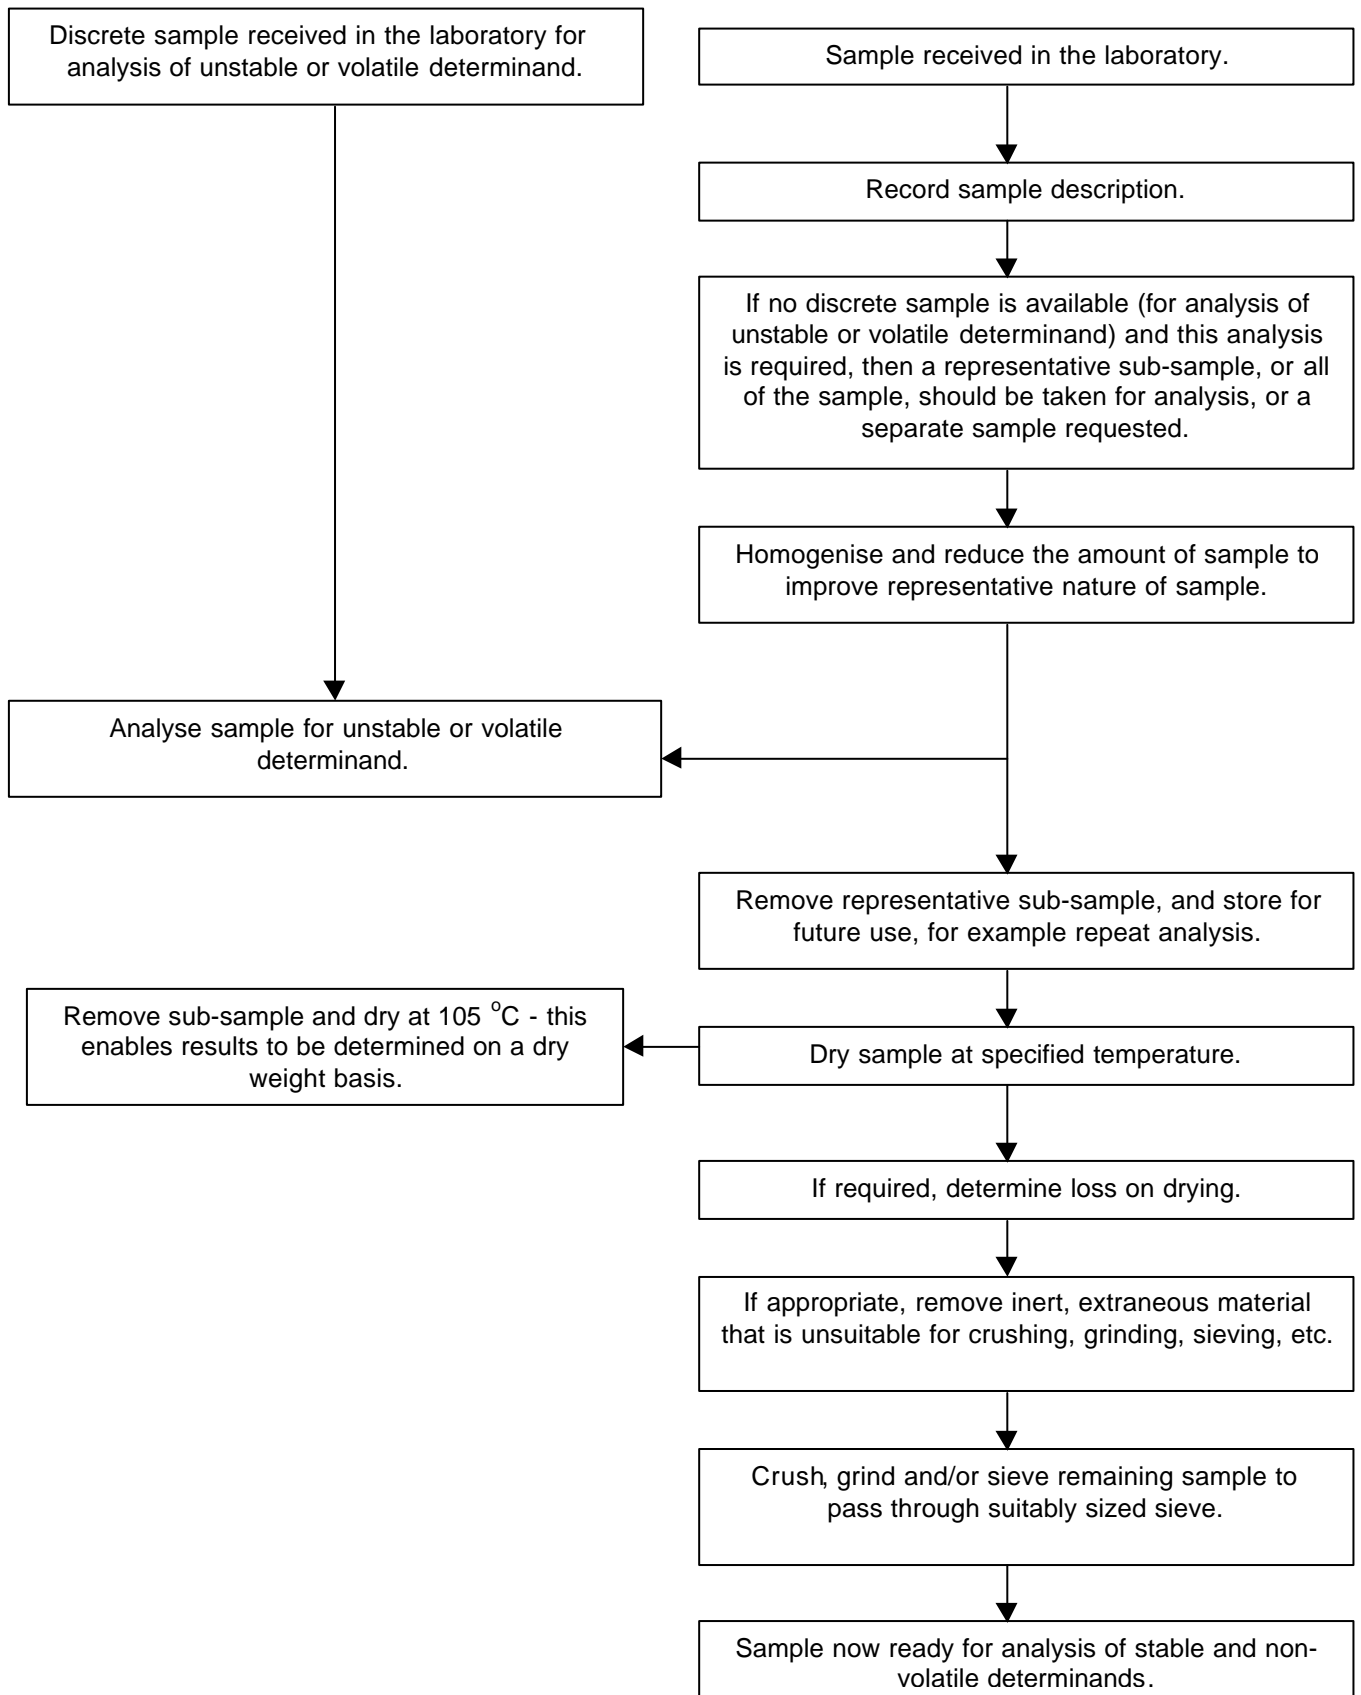 Discrete sample received in the laboratory for
analysis of unstable or volatile determinand.
Sample received in the laboratory.
Record sample description.
If no discrete sample is available (for analysis of
unstable or volatile determinand) and this analysis
is required, then a representative sub-sample, or all
of the sample, should be taken for analysis, or a
separate sample requested.
Homogenise and reduce the amount of sample to
improve representative nature of sample.
Analyse sample for unstable or volatile
determinand.
Remove representative sub-sample, and store for
future use, for example repeat analysis.
Remove sub-sample and dry at 105 °C - this
enables results to be determined on a dry
weight basis.
Dry sample at specified temperature.
If required, determine loss on drying.
If appropriate, remove inert, extraneous material
that is unsuitable for crushing, grinding, sieving, etc.
Crush, grind and/or sieve remaining sample to
pass through suitably sized sieve.
Sample now ready for analysis of stable and non-
volatile determinands.